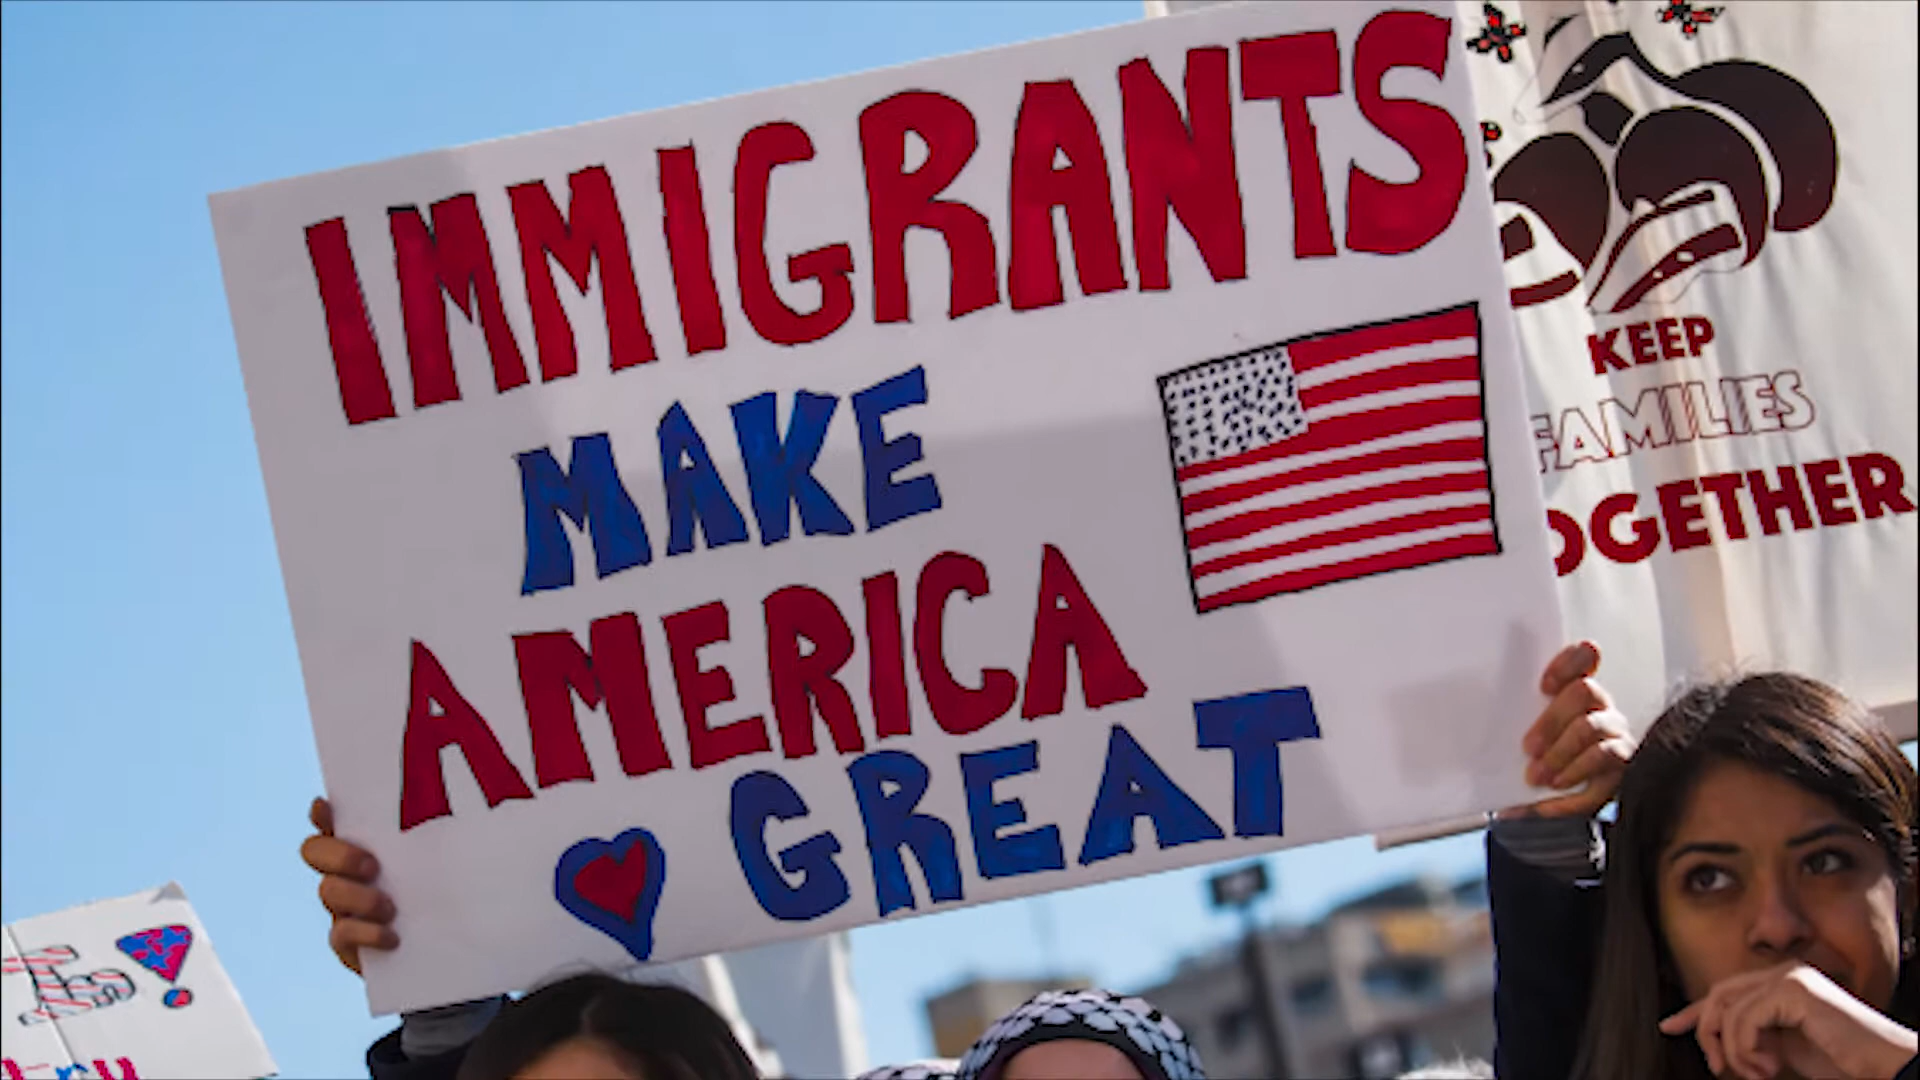 IMMIGRANTS
MAKE
AMERICA
GREAT
KEEP
FAMILIES
OGETHER